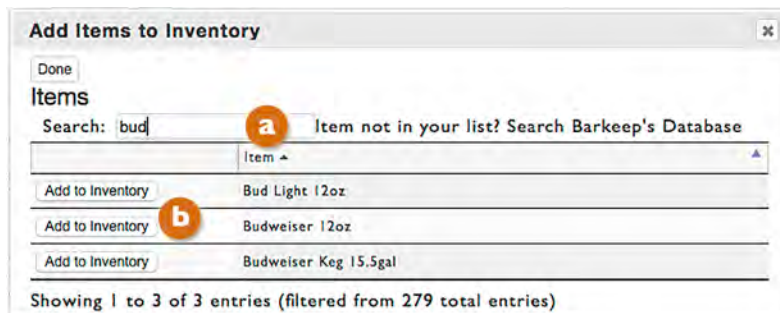 Add Items to Inventory
Done
Items
Search: bud a Item not in your list? Search Barkeep's Database
Item
Add to Inventory Bud Light 12oz
Add to Inventory b Budweiser 12oz
Add to Inventory Budweiser Keg 15.5gal
Showing 1 to 3 of 3 entries (filtered from 279 total entries)